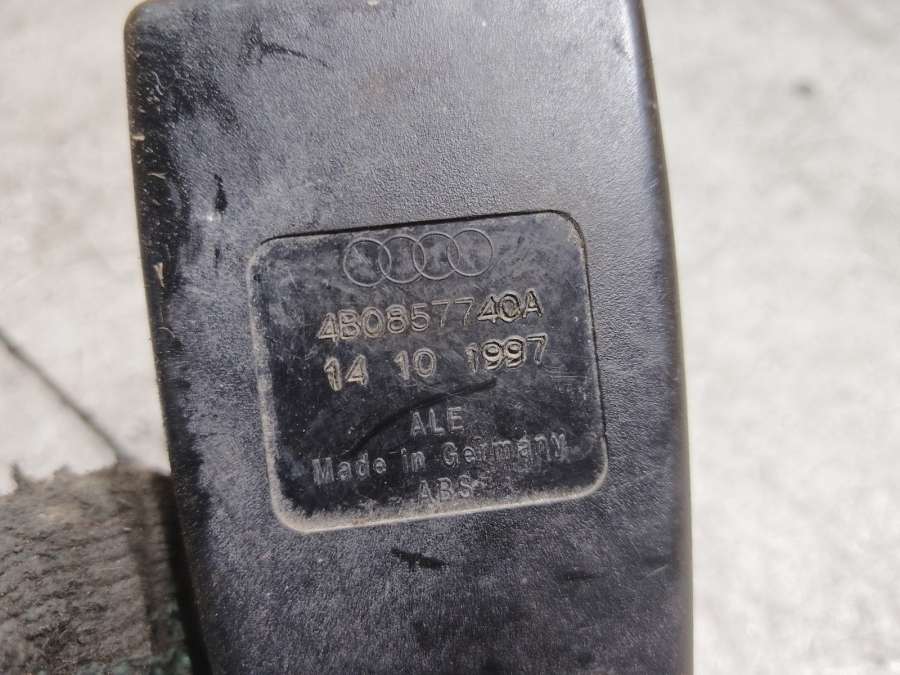 4B0857740A
14 10 1997
ALE
Made in Germany
ABS